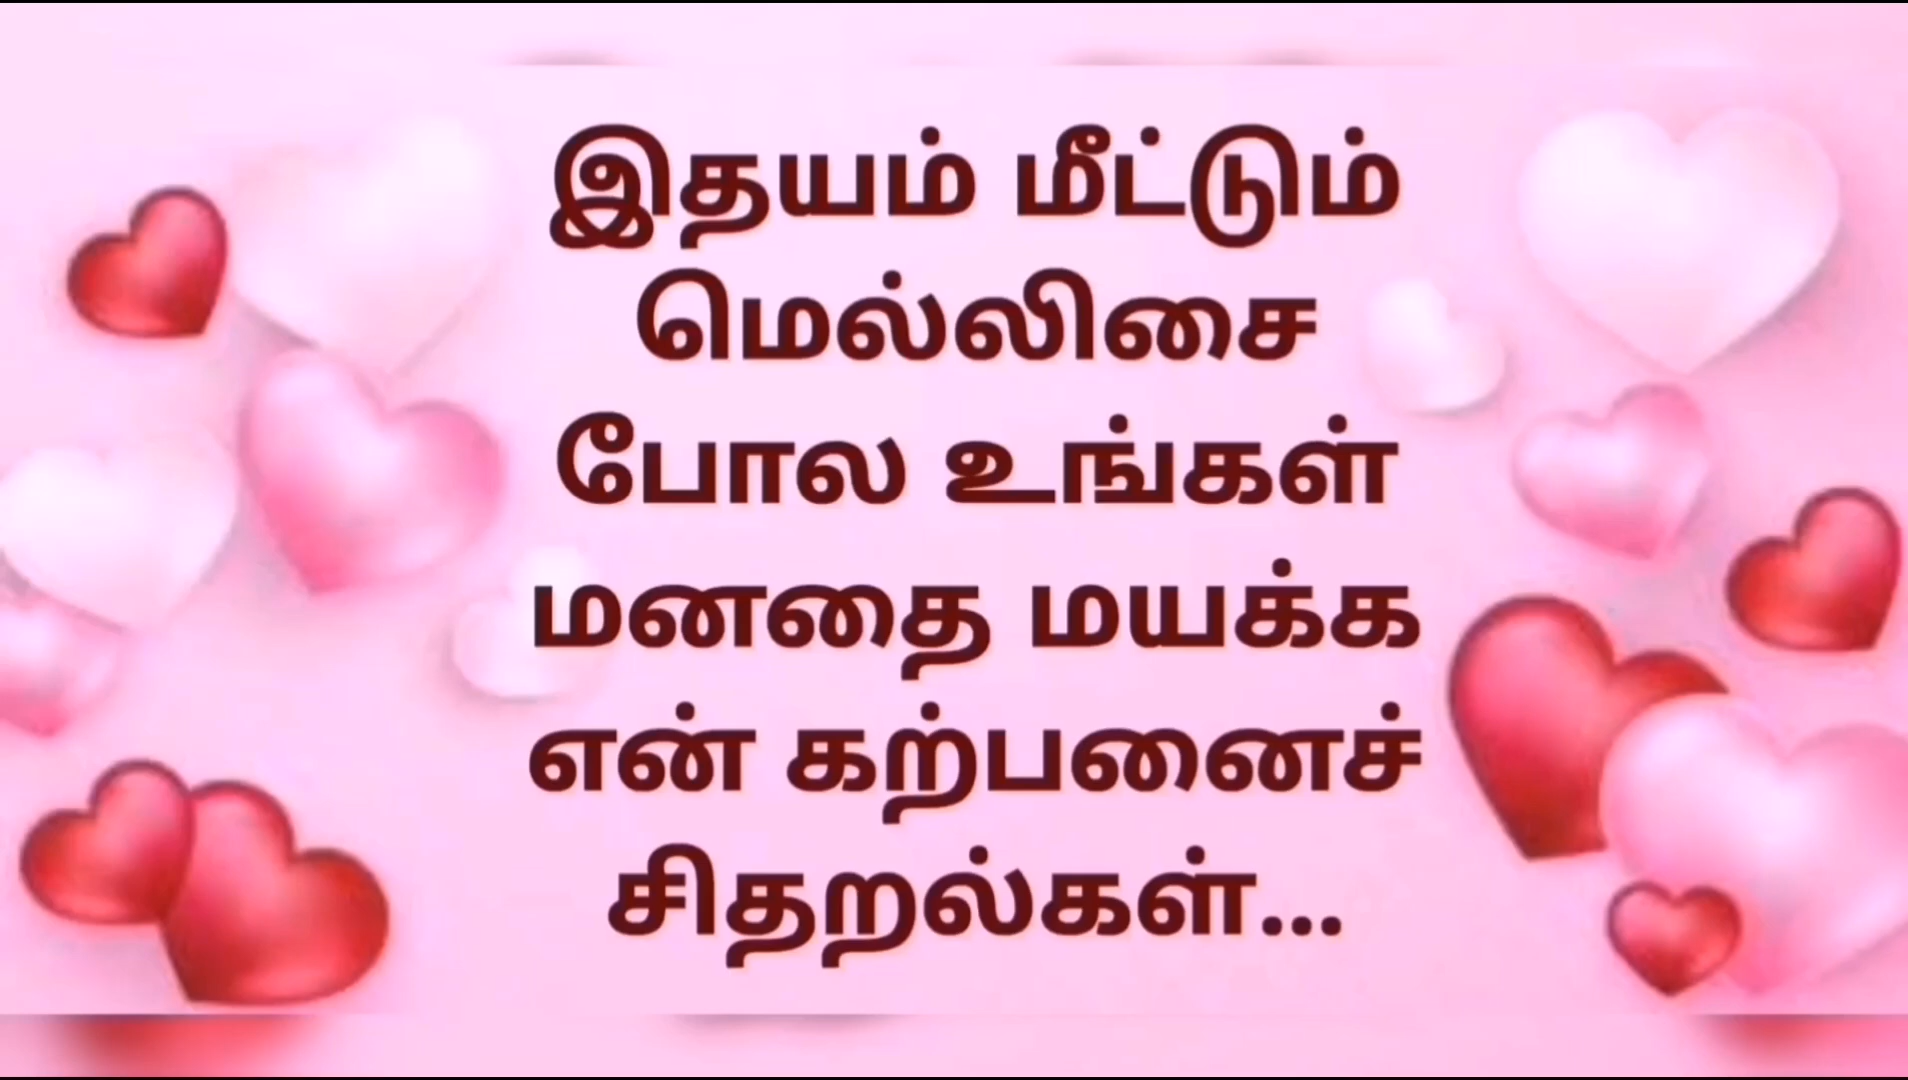 இதயம் மீட்டும்
மெல்லிசை
போல உங்கள்
மனதை மயக்க
என் கற்பனைச்
சிதறல்கள்...